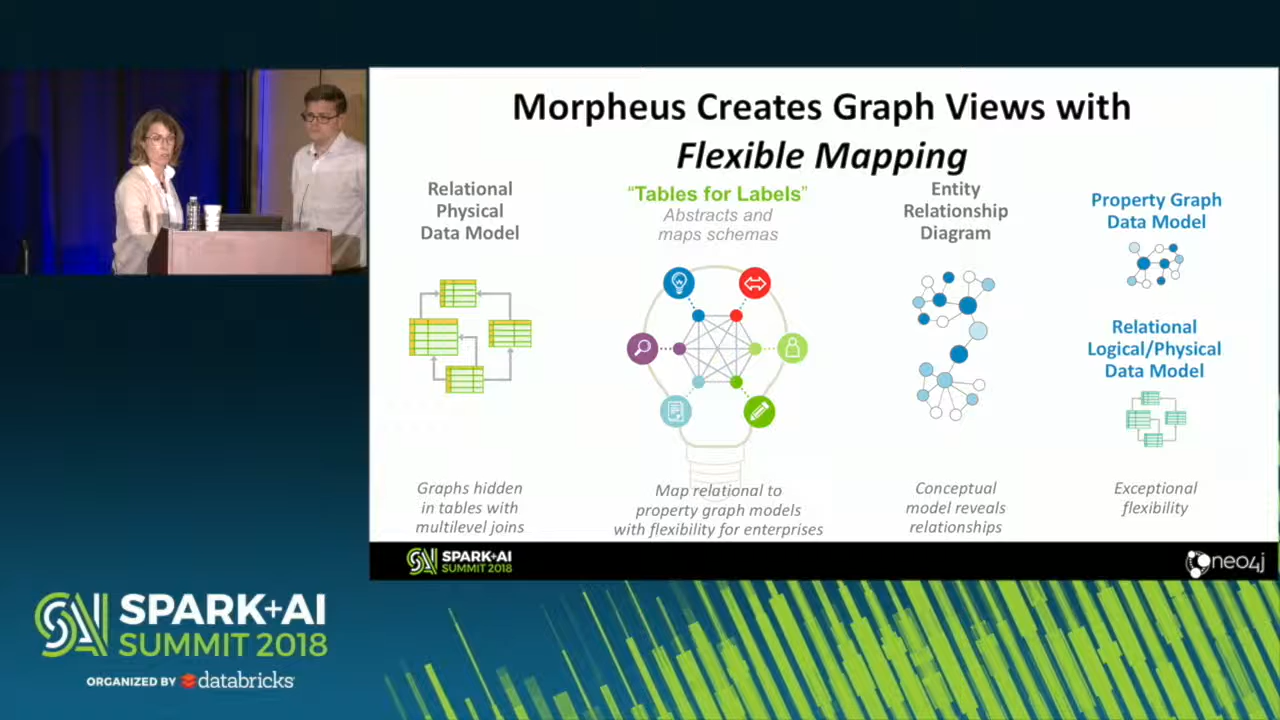 Morpheus Creates Graph Views with
Flexible Mapping
Relational
Physical
Data Model
Graphs hidden
in tables with
multilevel joins
“Tables for Labels”
Abstracts and
maps schemas
Map relational to
property graph models
with flexibility for enterprises
Entity
Relationship
Diagram
Conceptual
model reveals
relationships
Property Graph
Data Model
Relational
Logical/Physical
Data Model
Exceptional
flexibility
SPARK+AI
SUMMIT 2018
neo4j
SPARK+AI
SUMMIT 2018
ORGANIZED BY databricks